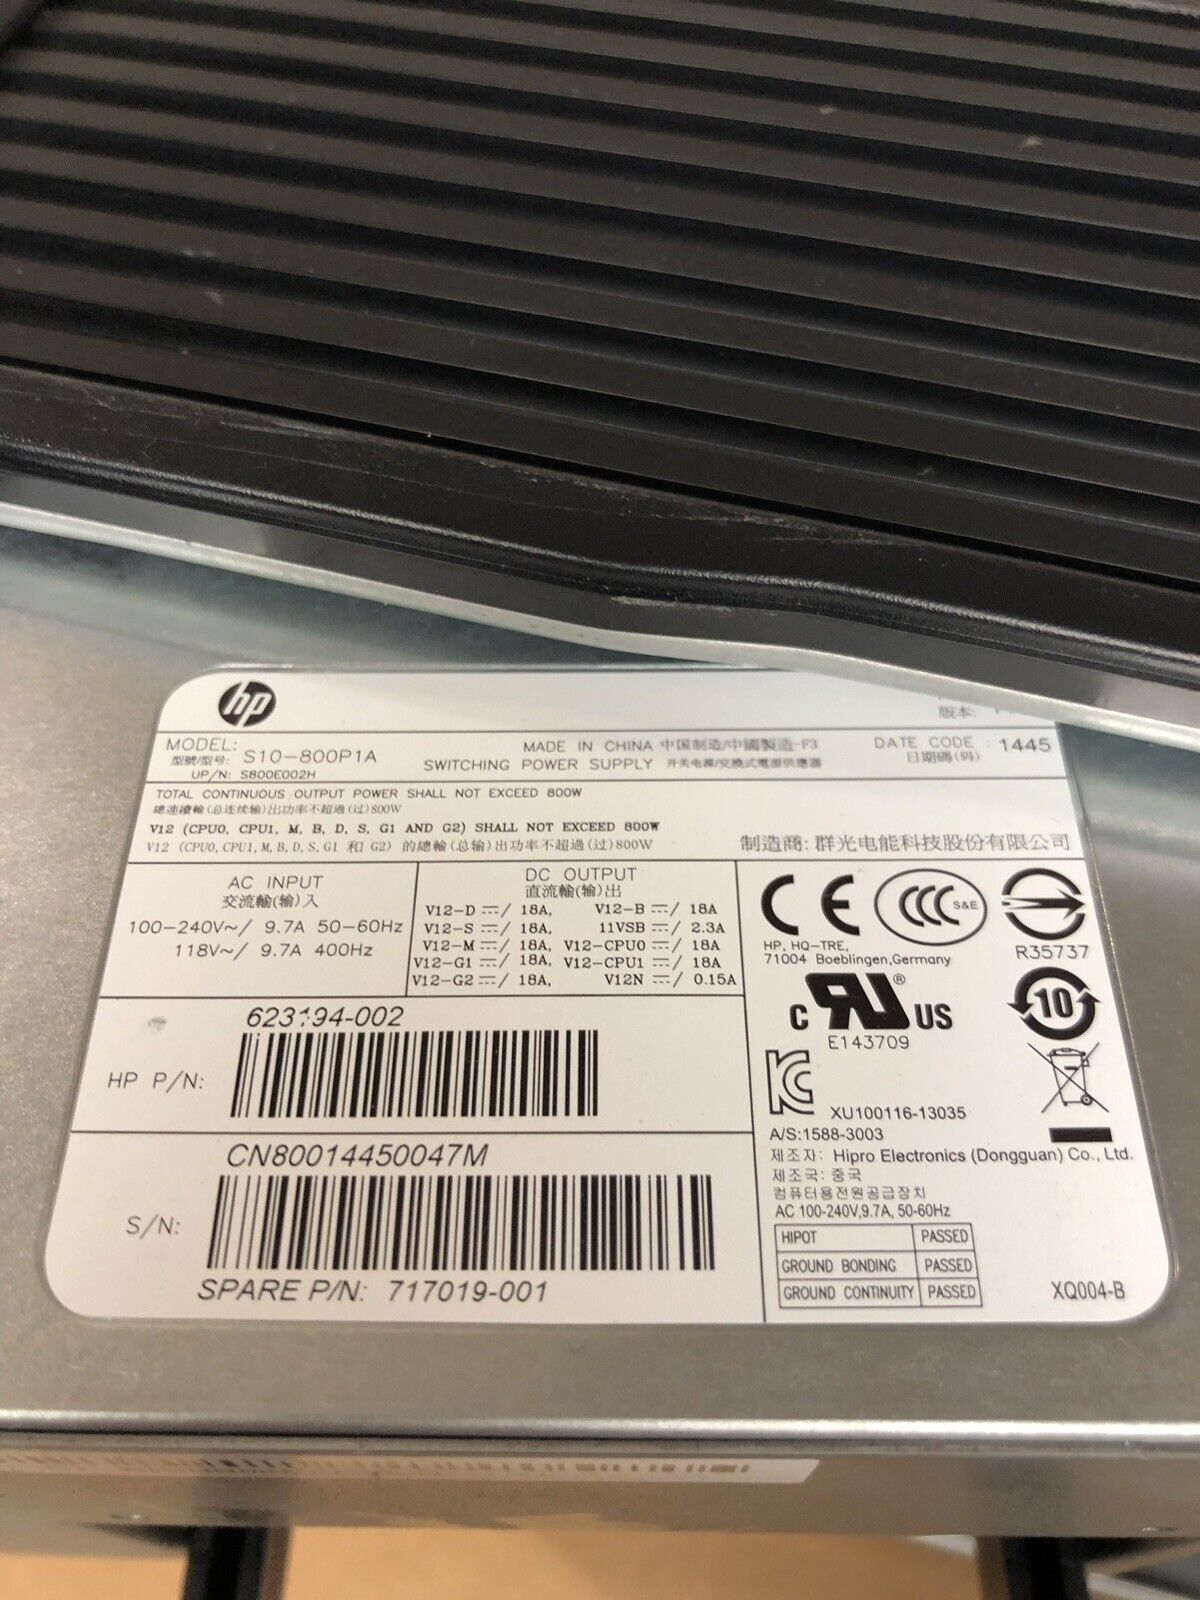 hp
版本:
MODEL: S10-800P1A
型號/型号:
UP/N: S800E002H
MADE IN CHINA 中国制造/中國製造-F3
SWITCHING POWER SUPPLY 开关电源/交換式電源供應器
DATE CODE : 1445
日期碼(码)
TOTAL CONTINUOUS OUTPUT POWER SHALL NOT EXCEED 800W
總連續輸(总连续输)出功率不超過(过)800W
V12 (CPU0, CPU1, M, B, D, S, G1 AND G2) SHALL NOT EXCEED 800W
V12 (CPU0, CPU1, M, B, D, S, G1 和 G2) 的總輸(总输)出功率不超過(过)800W
制造商: 群光电能科技股份有限公司
AC INPUT
交流輸(输)入
100-240V~/ 9.7A 50-60Hz
118V~/ 9.7A 400Hz
DC OUTPUT
直流輸(输)出
V12-D ⎓/ 18A, V12-B ⎓/ 18A
V12-S ⎓/ 18A, 11VSB ⎓/ 2.3A
V12-M ⎓/ 18A, V12-CPU0 ⎓/ 18A
V12-G1 ⎓/ 18A, V12-CPU1 ⎓/ 18A
V12-G2 ⎓/ 18A, V12N ⎓/ 0.15A
CE
CCC S&E
R35737
HP, HQ-TRE,
71004 Boeblingen,Germany
C RU ® US
E143709
10
KC
XU100116-13035
A/S:1588-3003
제조자: Hipro Electronics (Dongguan) Co., Ltd.
제조국: 중국
컴퓨터용전원공급장치
AC 100-240V,9.7A, 50-60Hz
HIPOT PASSED
GROUND BONDING PASSED
GROUND CONTINUITY PASSED
XQ004-B
623194-002
HP P/N:
CN80014450047M
S/N:
SPARE P/N: 717019-001